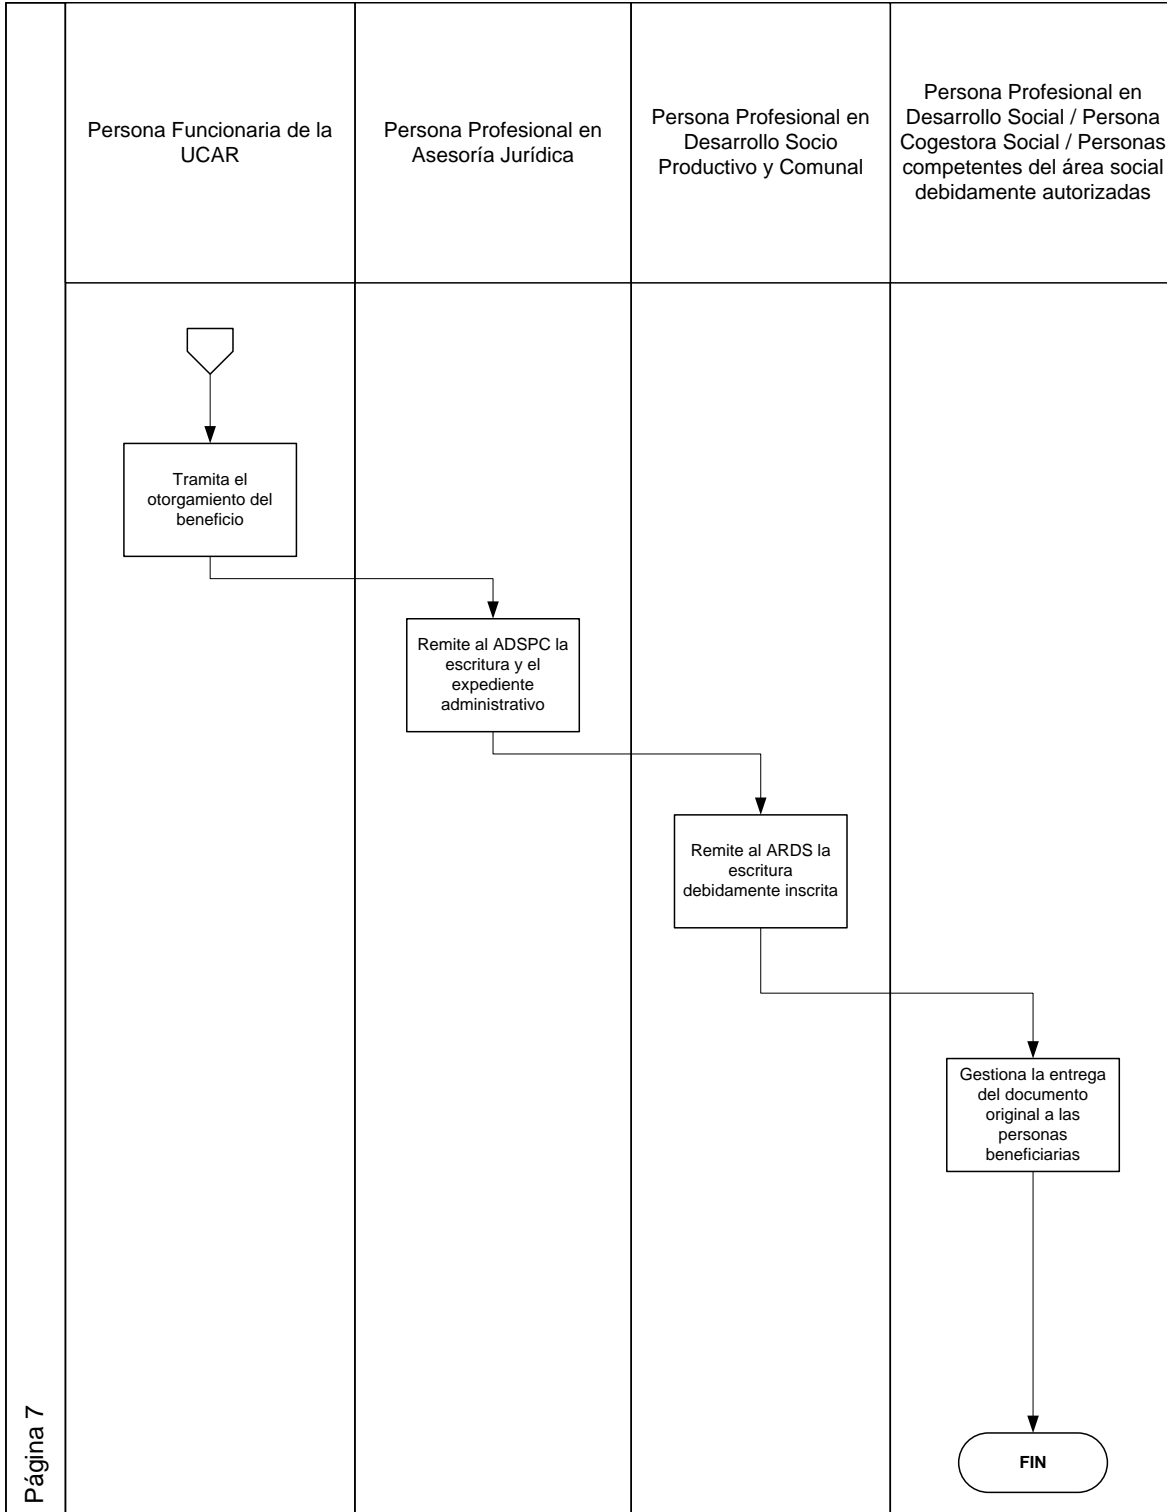 Persona Funcionaria de la
UCAR
Persona Profesional en
Asesoría Jurídica
Persona Profesional en
Desarrollo Socio
Productivo y Comunal
Persona Profesional en
Desarrollo Social / Persona
Cogestora Social / Personas
competentes del área social
debidamente autorizadas
Tramita el
otorgamiento del
beneficio
Remite al ADSPC la
escritura y el
expediente
administrativo
Remite al ARDS la
escritura
debidamente inscrita
Gestiona la entrega
del documento
original a las
personas
beneficiarias
FIN
Página 7